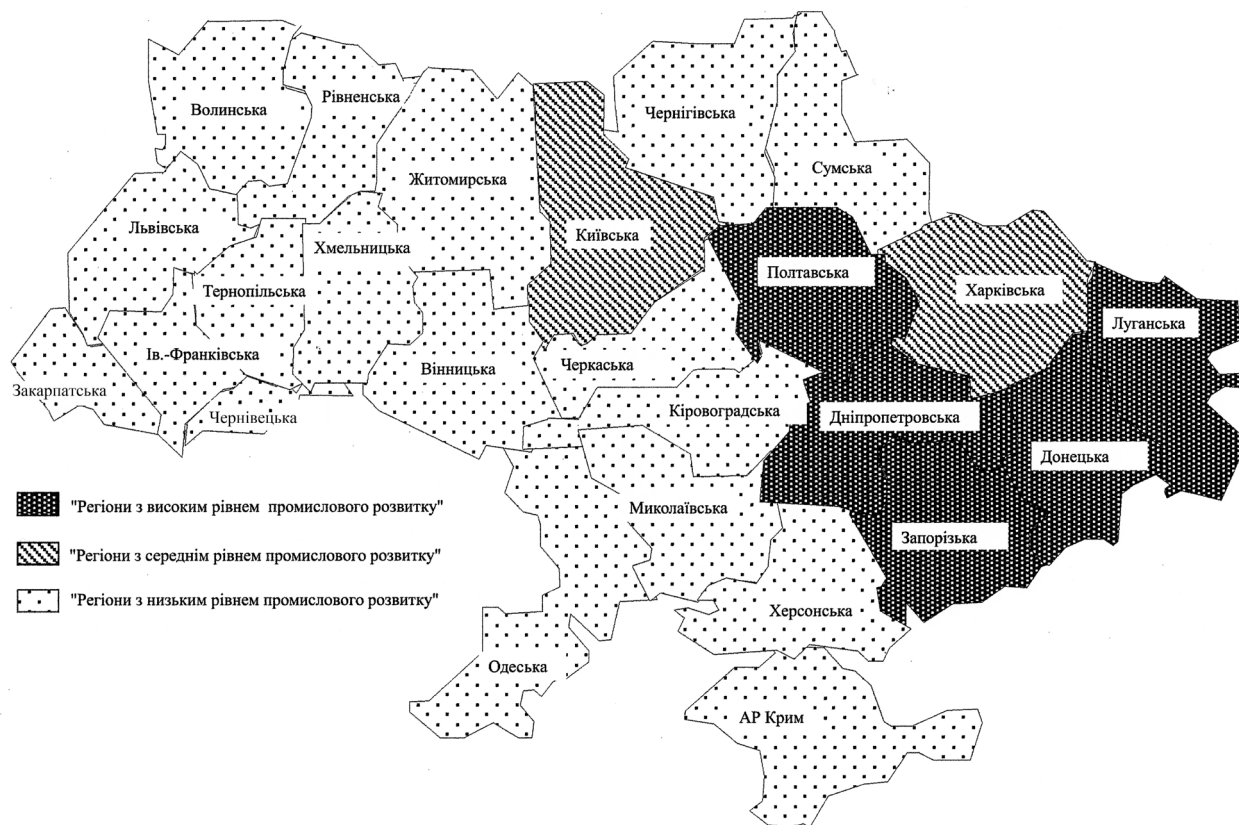 Волинська
Рівненська
Чернігівська
Житомирська
Сумська
Львівська
Київська
Хмельницька
Полтавська
Тернопільська
Харківська
Луганська
Ів.-Франківська
Черкаська
Вінницька
Закарпатська
Чернівецька
Кіровоградська
Дніпропетровська
Донецька
"Регіони з високим рівнем промислового розвитку"
Миколаївська
Запорізька
"Регіони з середнім рівнем промислового розвитку"
"Регіони з низьким рівнем промислового розвитку"
Херсонська
Одеська
АР Крим